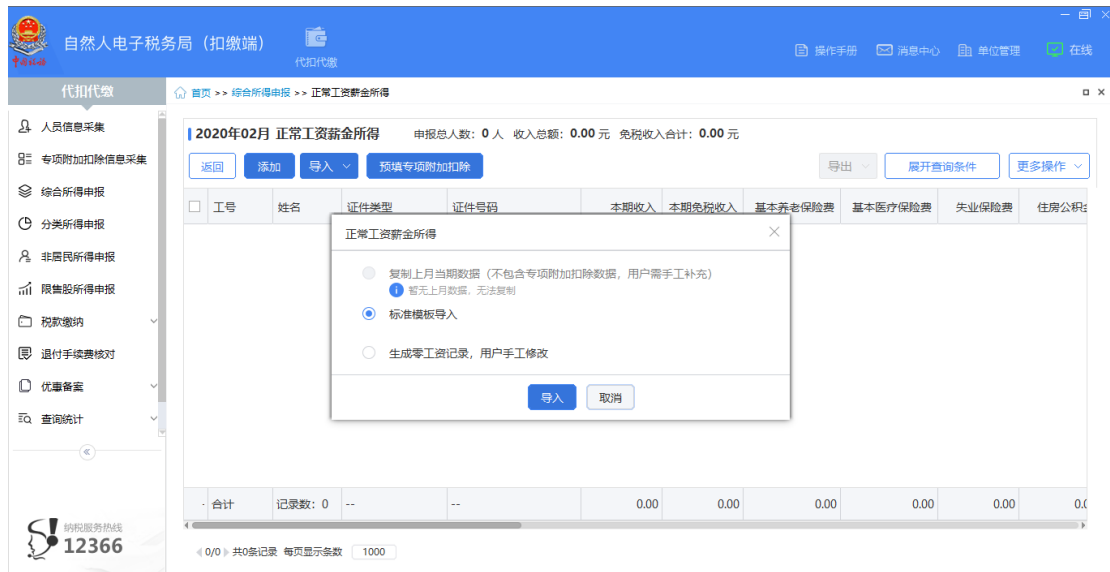 自然人电子税务局（扣缴端）
代扣代缴
操作手册 消息中心 单位管理 在线
代扣代缴
首页 >> 综合所得申报 >> 正常工资薪金所得
人员信息采集
专项附加扣除信息采集
综合所得申报
分类所得申报
非居民所得申报
限售股所得申报
税款缴纳
退付手续费核对
优惠备案
查询统计
纳税服务热线
12366
2020年02月 正常工资薪金所得 申报总人数: 0 人 收入总额: 0.00 元 免税收入合计: 0.00 元
返回 添加 导入 预填专项附加扣除 导出 展开查询条件 更多操作
工号 姓名 证件类型 证件号码 本期收入 本期免税收入 基本养老保险费 基本医疗保险费 失业保险费 住房公积
正常工资薪金所得
复制上月当期数据（不包含专项附加扣除数据，用户需手工补充）
暂无上月数据，无法复制
标准模板导入
生成零工资记录，用户手工修改
导入 取消
合计 记录数: 0 -- -- 0.00 0.00 0.00 0.00 0.00 0.0
0/0 共0条记录 每页显示条数 1000